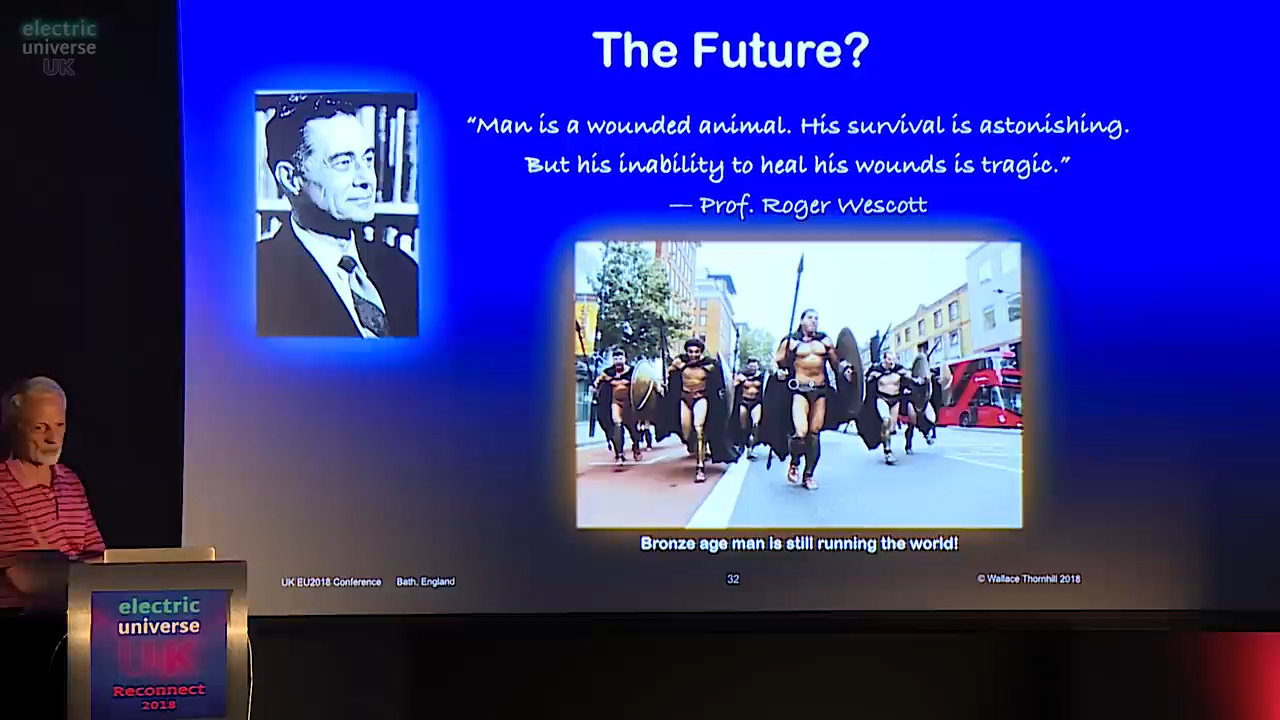 electric
universe
UK
The Future?
“Man is a wounded animal. His survival is astonishing.
But his inability to heal his wounds is tragic.”
— Prof. Roger Wescott
Bronze age man is still running the world!
UK EU2018 Conference Bath, England
32
© Wallace Thornhill 2018
electric
universe
UK
Reconnect
2018